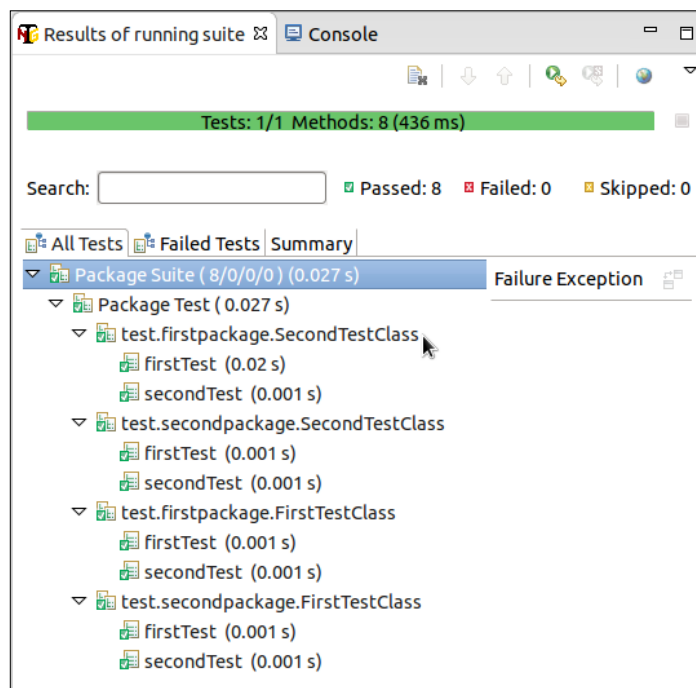 Results of running suite Console
Tests: 1/1 Methods: 8 (436 ms)
Search: Passed: 8 Failed: 0 Skipped: 0
All Tests Failed Tests Summary
Package Suite ( 8/0/0/0 ) (0.027 s) Failure Exception
Package Test ( 0.027 s)
test.firstpackage.SecondTestClass
firstTest (0.02 s)
secondTest (0.001 s)
test.secondpackage.SecondTestClass
firstTest (0.001 s)
secondTest (0.001 s)
test.firstpackage.FirstTestClass
firstTest (0.001 s)
secondTest (0.001 s)
test.secondpackage.FirstTestClass
firstTest (0.001 s)
secondTest (0.001 s)